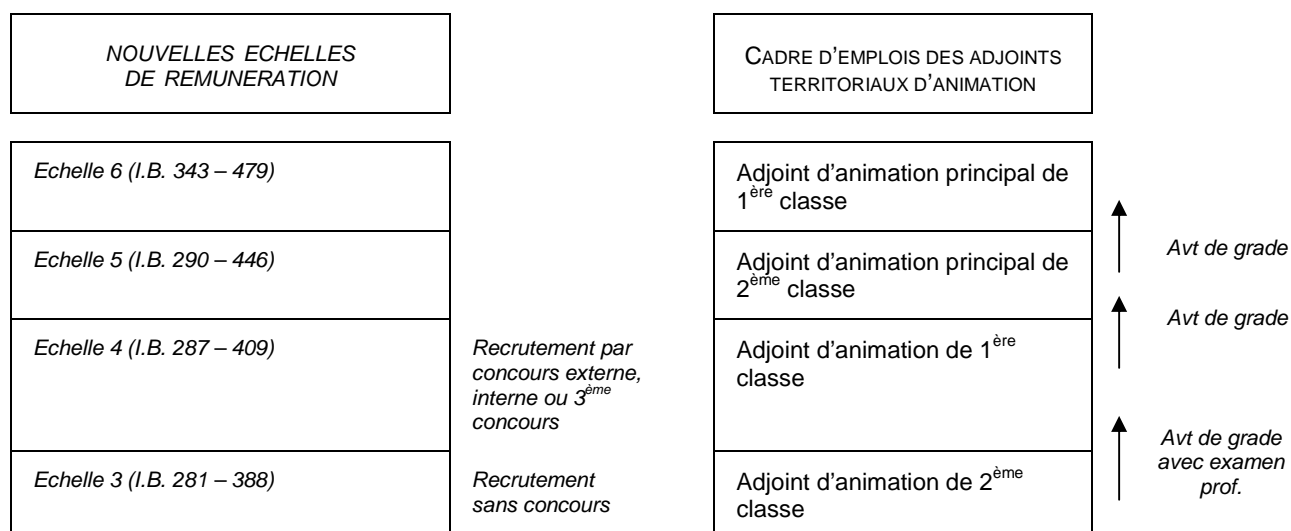 NOUVELLES ECHELLES
DE REMUNERATION
CADRE D'EMPLOIS DES ADJOINTS
TERRITORIAUX D'ANIMATION
Echelle 6 (I.B. 343 – 479)
Adjoint d'animation principal de
1ère classe
Avt de grade
Echelle 5 (I.B. 290 – 446)
Adjoint d'animation principal de
2ème classe
Avt de grade
Echelle 4 (I.B. 287 – 409)
Recrutement par
concours externe,
interne ou 3ème
concours
Adjoint d'animation de 1ère
classe
Avt de grade
avec examen
prof.
Echelle 3 (I.B. 281 – 388)
Recrutement
sans concours
Adjoint d'animation de 2ème
classe